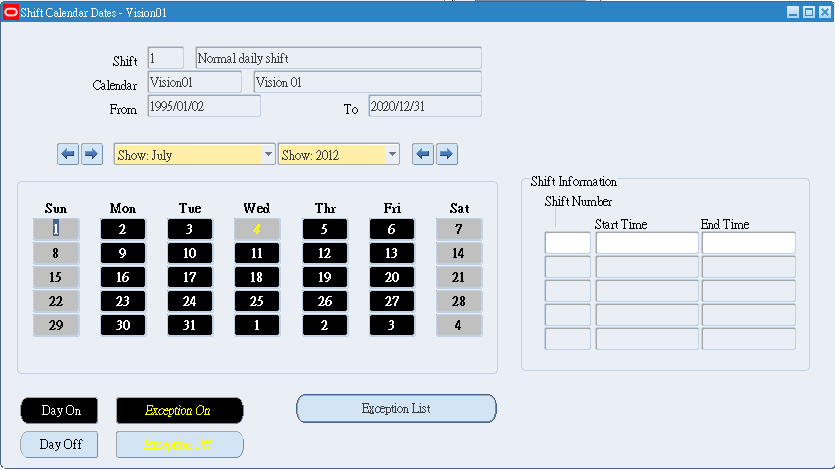 Shift Calendar Dates - Vision01
Shift 1 Normal daily shift
Calendar Vision01 Vision 01
From 1995/01/02 To 2020/12/31
Show: July Show: 2012
Sun Mon Tue Wed Thr Fri Sat
1 2 3 4 5 6 7
8 9 10 11 12 13 14
15 16 17 18 19 20 21
22 23 24 25 26 27 28
29 30 31 1 2 3 4
Shift Information
Shift Number
Start Time End Time
Day On Exception On Exception List
Day Off Exception